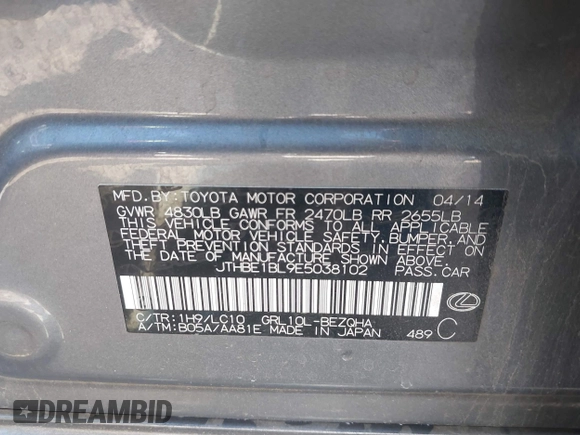 MFD.BY:TOYOTA MOTOR CORPORATION 04/14
GVWR 4830LB GAWR FR 2470LB RR 2655LB
THIS VEHICLE CONFORMS TO ALL APPLICABLE
FEDERAL MOTOR VEHICLE SAFETY,BUMPER,AND
THEFT PREVENTION STANDARDS IN EFFECT ON
THE DATE OF MANUFACTURE SHOWN ABOVE.
JTHBE1BL9E5038102 PASS.CAR
C/TR:1H9/LC10 GRL10L-BEZQHA
A/TM:B05A/AA81E MADE IN JAPAN 489 C
DREAMBID